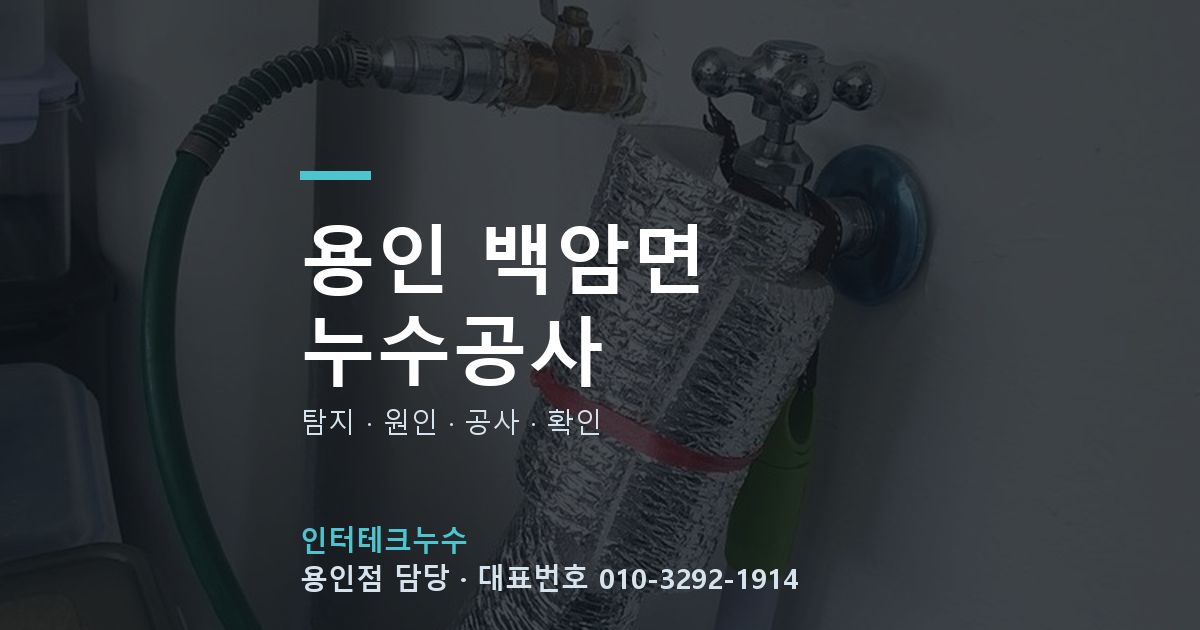 용인 백암면
누수공사
탐지 · 원인 · 공사 · 확인
인터테크누수
용인점 담당 · 대표번호 010-3292-1914